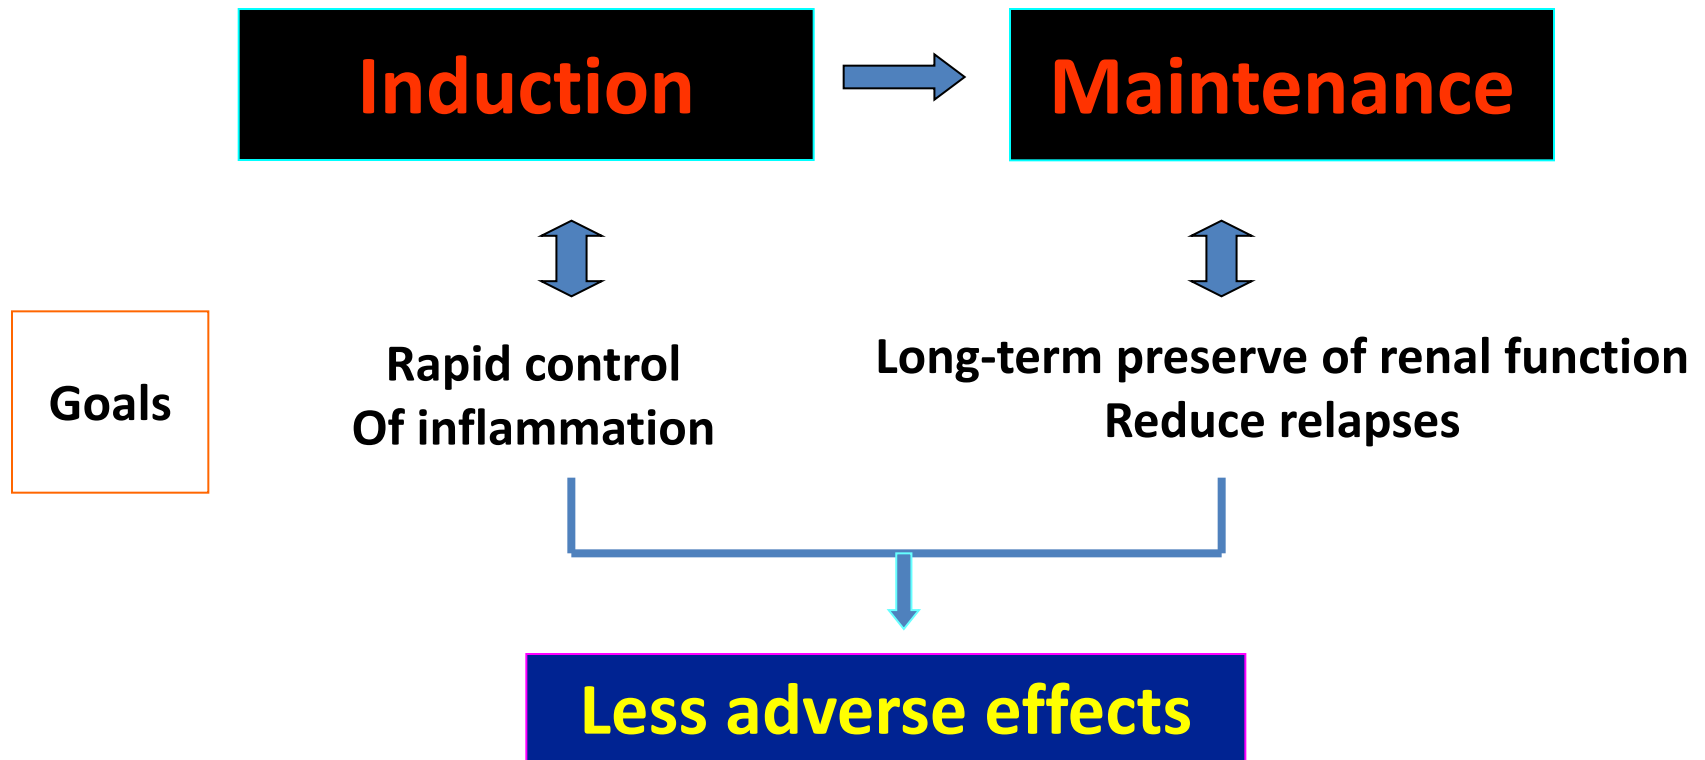 Induction
Maintenance
Goals
Rapid control
Of inflammation
Long-term preserve of renal function
Reduce relapses
Less adverse effects